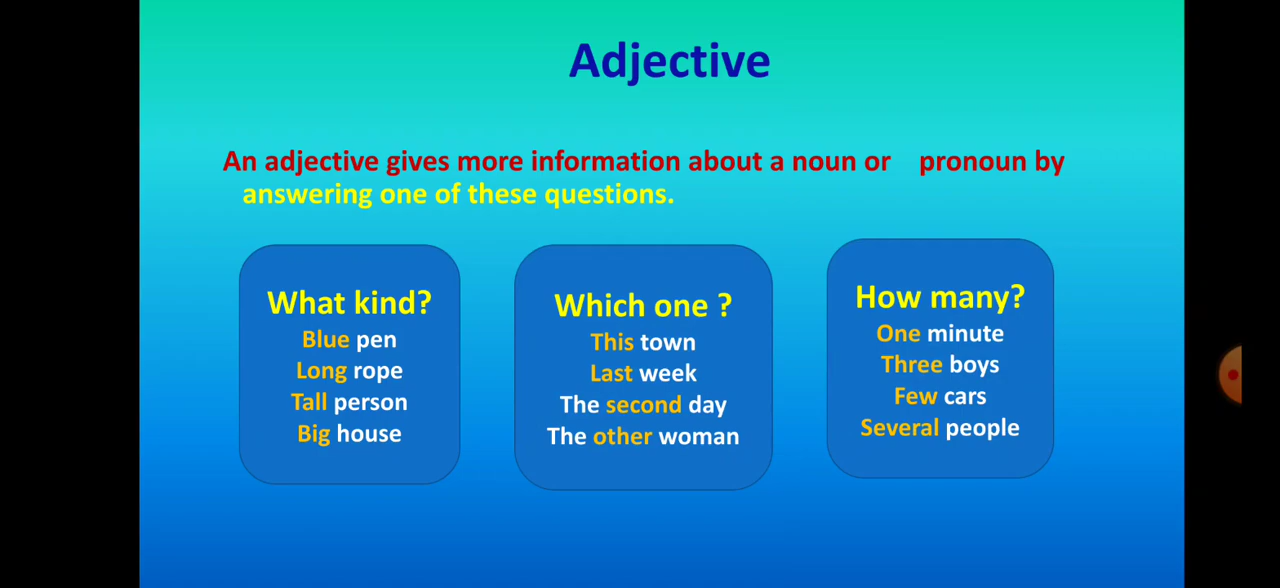 Adjective
An adjective gives more information about a noun or pronoun by
answering one of these questions.
What kind?
Blue pen
Long rope
Tall person
Big house
Which one ?
This town
Last week
The second day
The other woman
How many?
One minute
Three boys
Few cars
Several people